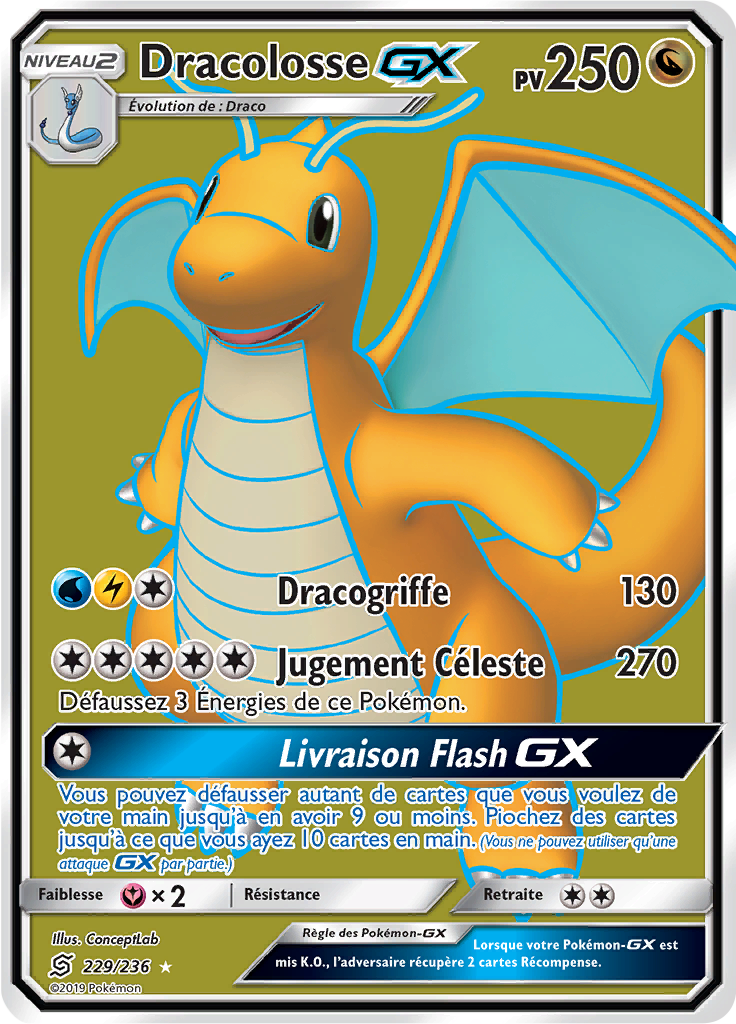 NIVEAU 2 Dracolosse GX PV 250
Évolution de : Draco
Dracogriffe 130
Jugement Céleste 270
Défaussez 3 Énergies de ce Pokémon.
Livraison Flash GX
Vous pouvez défausser autant de cartes que vous voulez de
votre main jusqu'à en avoir 9 ou moins. Piochez des cartes
jusqu'à ce que vous ayez 10 cartes en main. (Vous ne pouvez utiliser qu'une
attaque GX par partie.)
Faiblesse × 2 Résistance Retraite
Illus. ConceptLab
229/236
©2019 Pokémon
Règle des Pokémon-GX
Lorsque votre Pokémon-GX est
mis K.O., l'adversaire récupère 2 cartes Récompense.